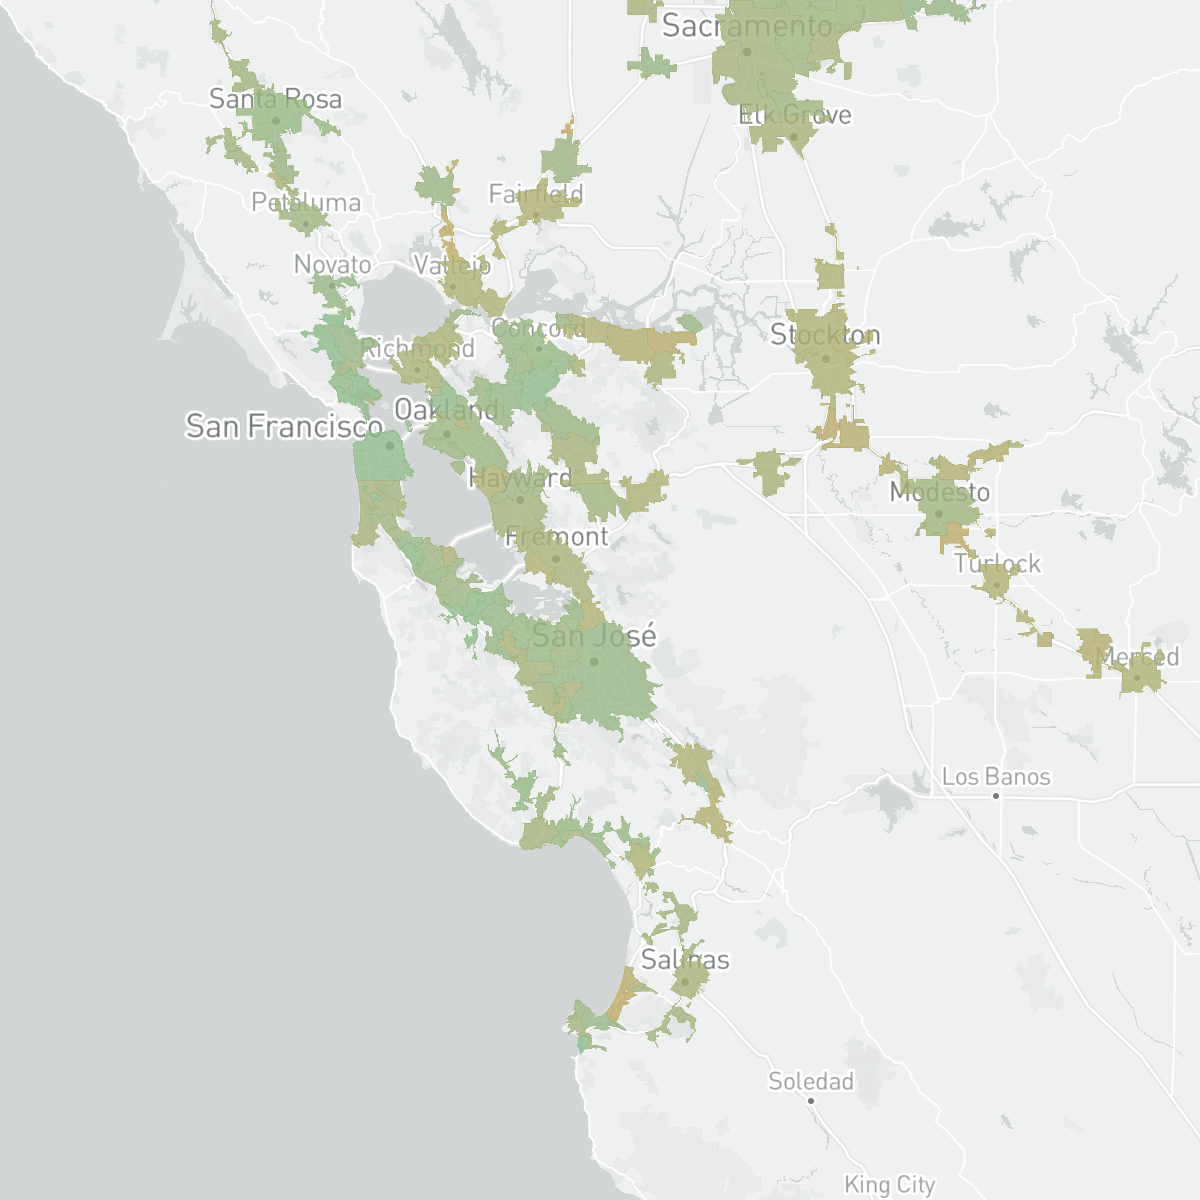 Sacramento
Santa Rosa
Elk Grove
Fairfield
Petaluma
Novato
Vallejo
Concord
Stockton
Richmond
Oakland
San Francisco
Hayward
Modesto
Fremont
Turlock
San José
Merced
Los Banos
Salinas
Soledad
King City